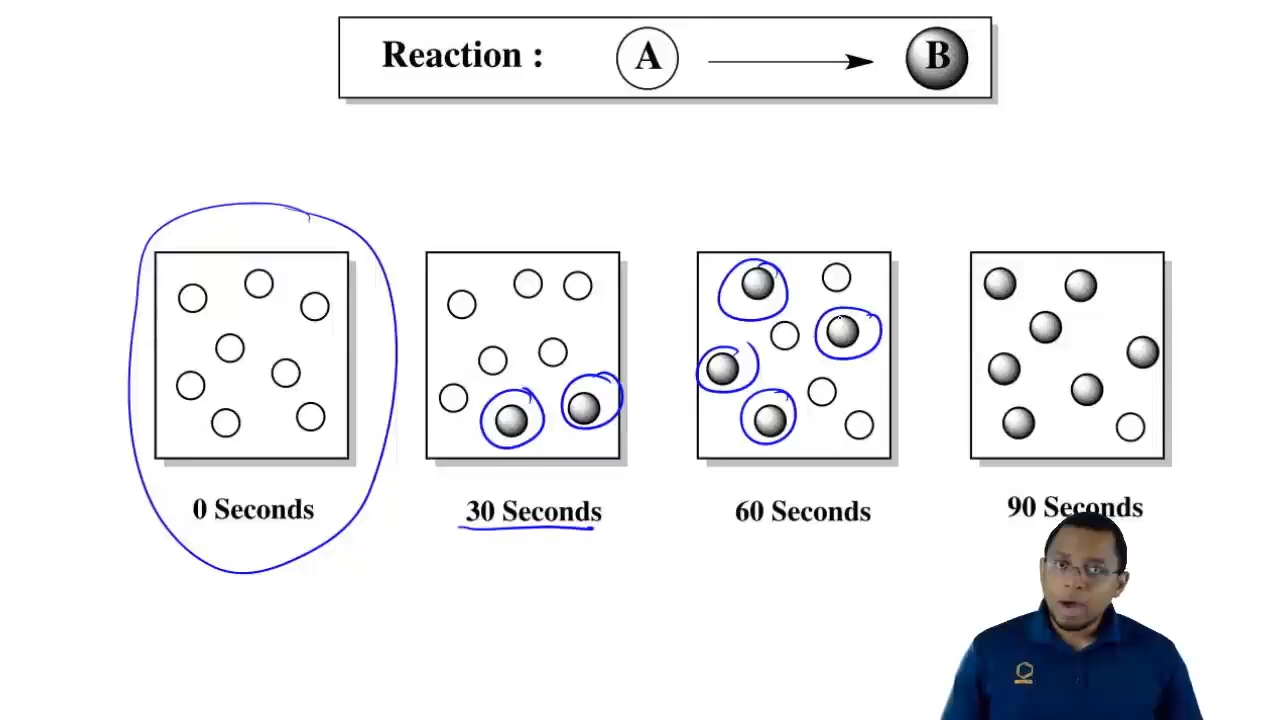 Reaction : A B
0 Seconds
30 Seconds
60 Seconds
90 Seconds